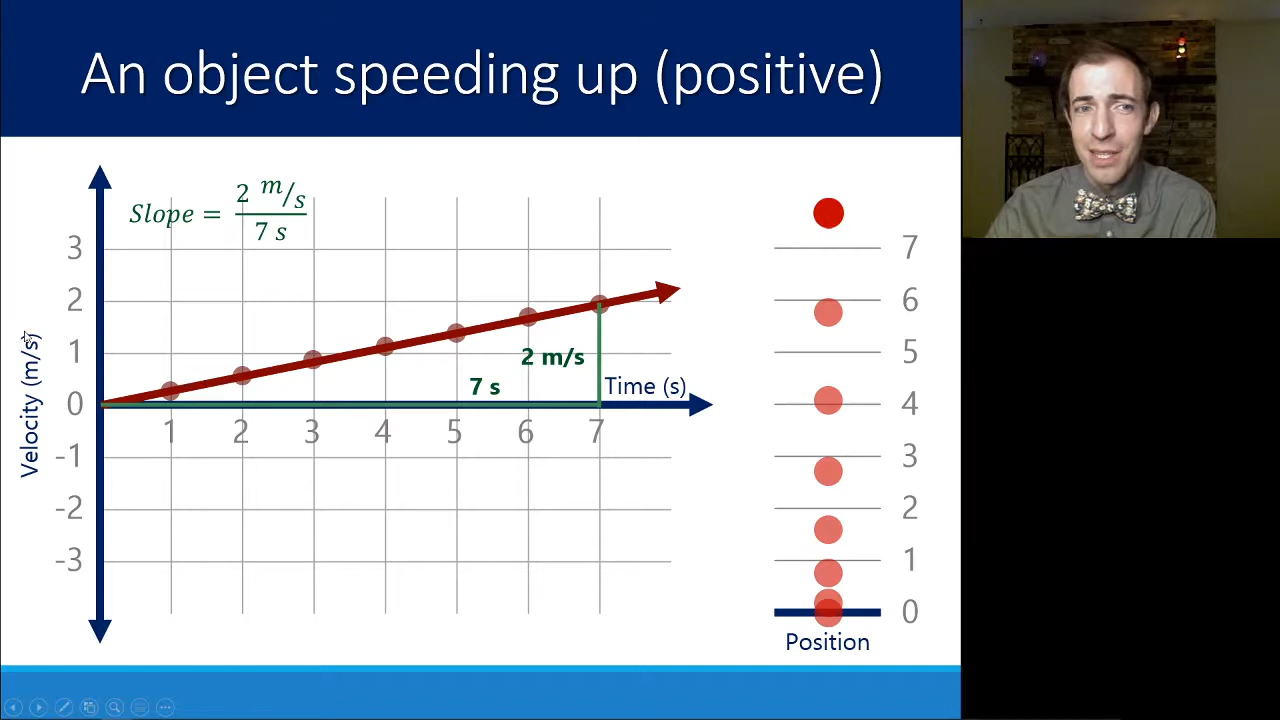 An object speeding up (positive)
Slope = 2 m/s / 7 s
3
2
1
0
-1
-2
-3
Velocity (m/s)
1 2 3 4 5 6 7
2 m/s
7 s
Time (s)
7
6
5
4
3
2
1
0
Position